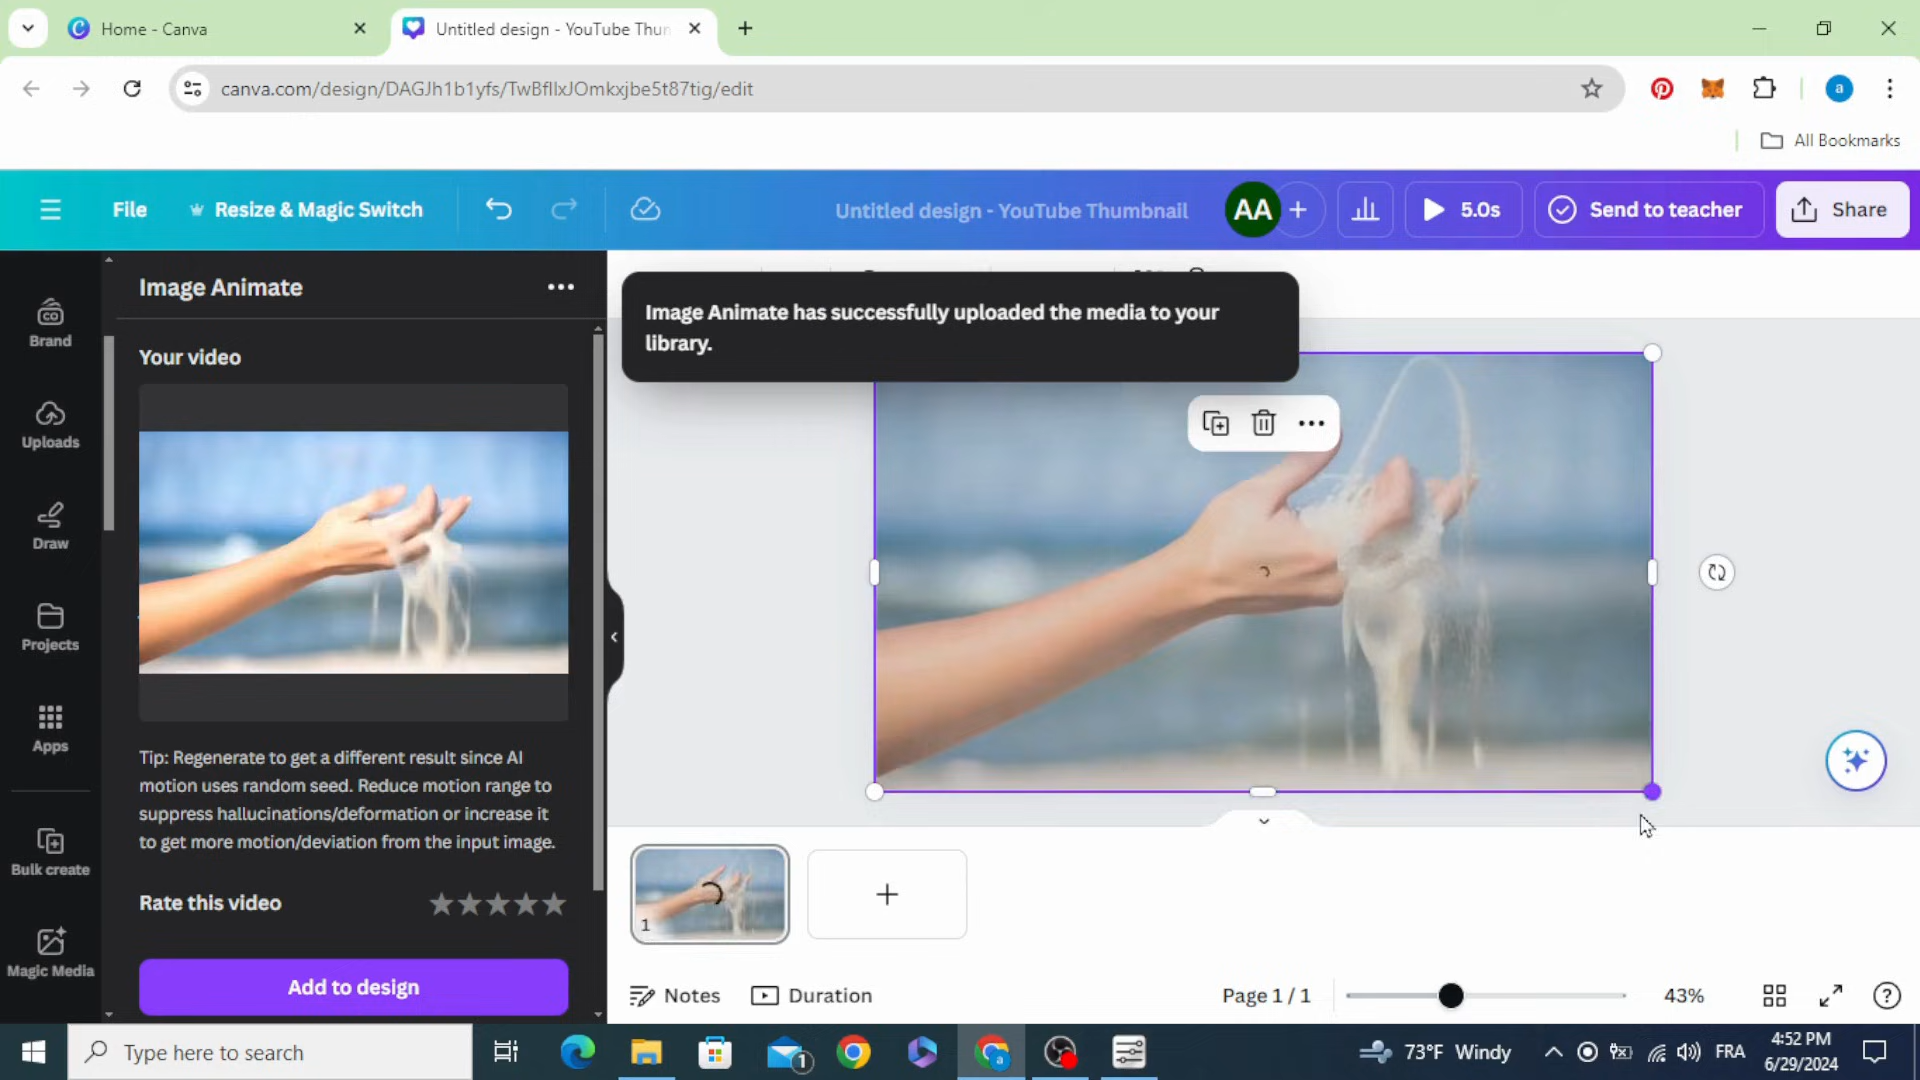 Home - Canva
Untitled design - YouTube Thun
canva.com/design/DAGJh1b1yfs/TwBfIlxJOmkxjbe5t87tig/edit
a
All Bookmarks
File
Resize & Magic Switch
Untitled design - YouTube Thumbnail
AA
5.0s
Send to teacher
Share
Brand
Uploads
Draw
Projects
Apps
Bulk create
Magic Media
Image Animate
Your video
Tip: Regenerate to get a different result since AI
motion uses random seed. Reduce motion range to
suppress hallucinations/deformation or increase it
to get more motion/deviation from the input image.
Rate this video
Add to design
Image Animate has successfully uploaded the media to your
library.
1
Notes
Duration
Page 1 / 1
43%
Type here to search
1
a
73°F Windy
FRA
4:52 PM
6/29/2024